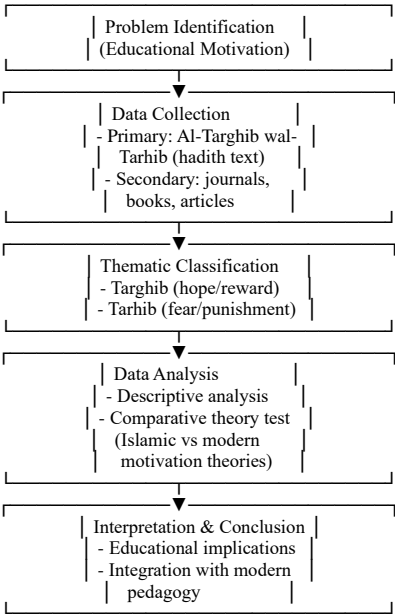 Problem Identification
(Educational Motivation)
Data Collection
- Primary: Al-Targhib wal-
Tarhib (hadith text)
- Secondary: journals,
books, articles
Thematic Classification
- Targhib (hope/reward)
- Tarhib (fear/punishment)
Data Analysis
- Descriptive analysis
- Comparative theory test
(Islamic vs modern
motivation theories)
Interpretation & Conclusion
- Educational implications
- Integration with modern
pedagogy